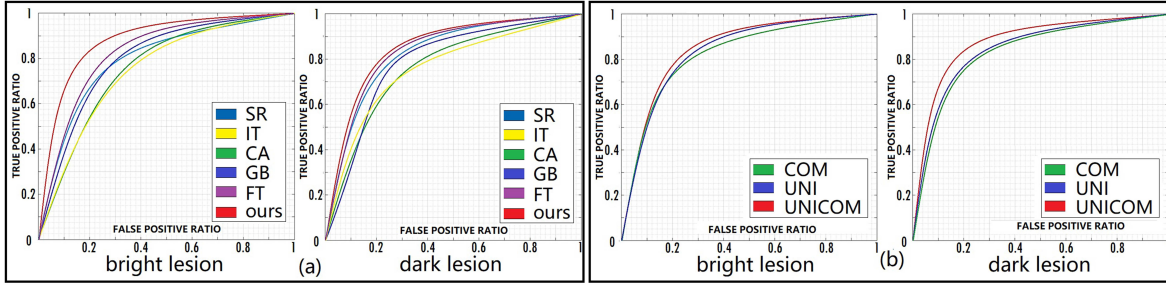 TRUE POSITIVE RATIO
1
0.8
0.6
0.4
0.2
0
SR
IT
CA
GB
FT
ours
FALSE POSITIVE RATIO
0.2 0.4 0.6 0.8 1
bright lesion
TRUE POSITIVE RATIO
1
0.8
0.6
0.4
0.2
0
SR
IT
CA
GB
FT
ours
FALSE POSITIVE RATIO
0.2 0.4 0.6 0.8 1
dark lesion
(a)
TRUE POSITIVE RATIO
1
0.8
0.6
0.4
0.2
0
COM
UNI
UNICOM
FALSE POSITIVE RATIO
0.2 0.4 0.6 0.8 1
bright lesion
TRUE POSITIVE RATIO
1
0.8
0.6
0.4
0.2
0
COM
UNI
UNICOM
FALSE POSITIVE RATIO
0.2 0.4 0.6 0.8
dark lesion
(b)